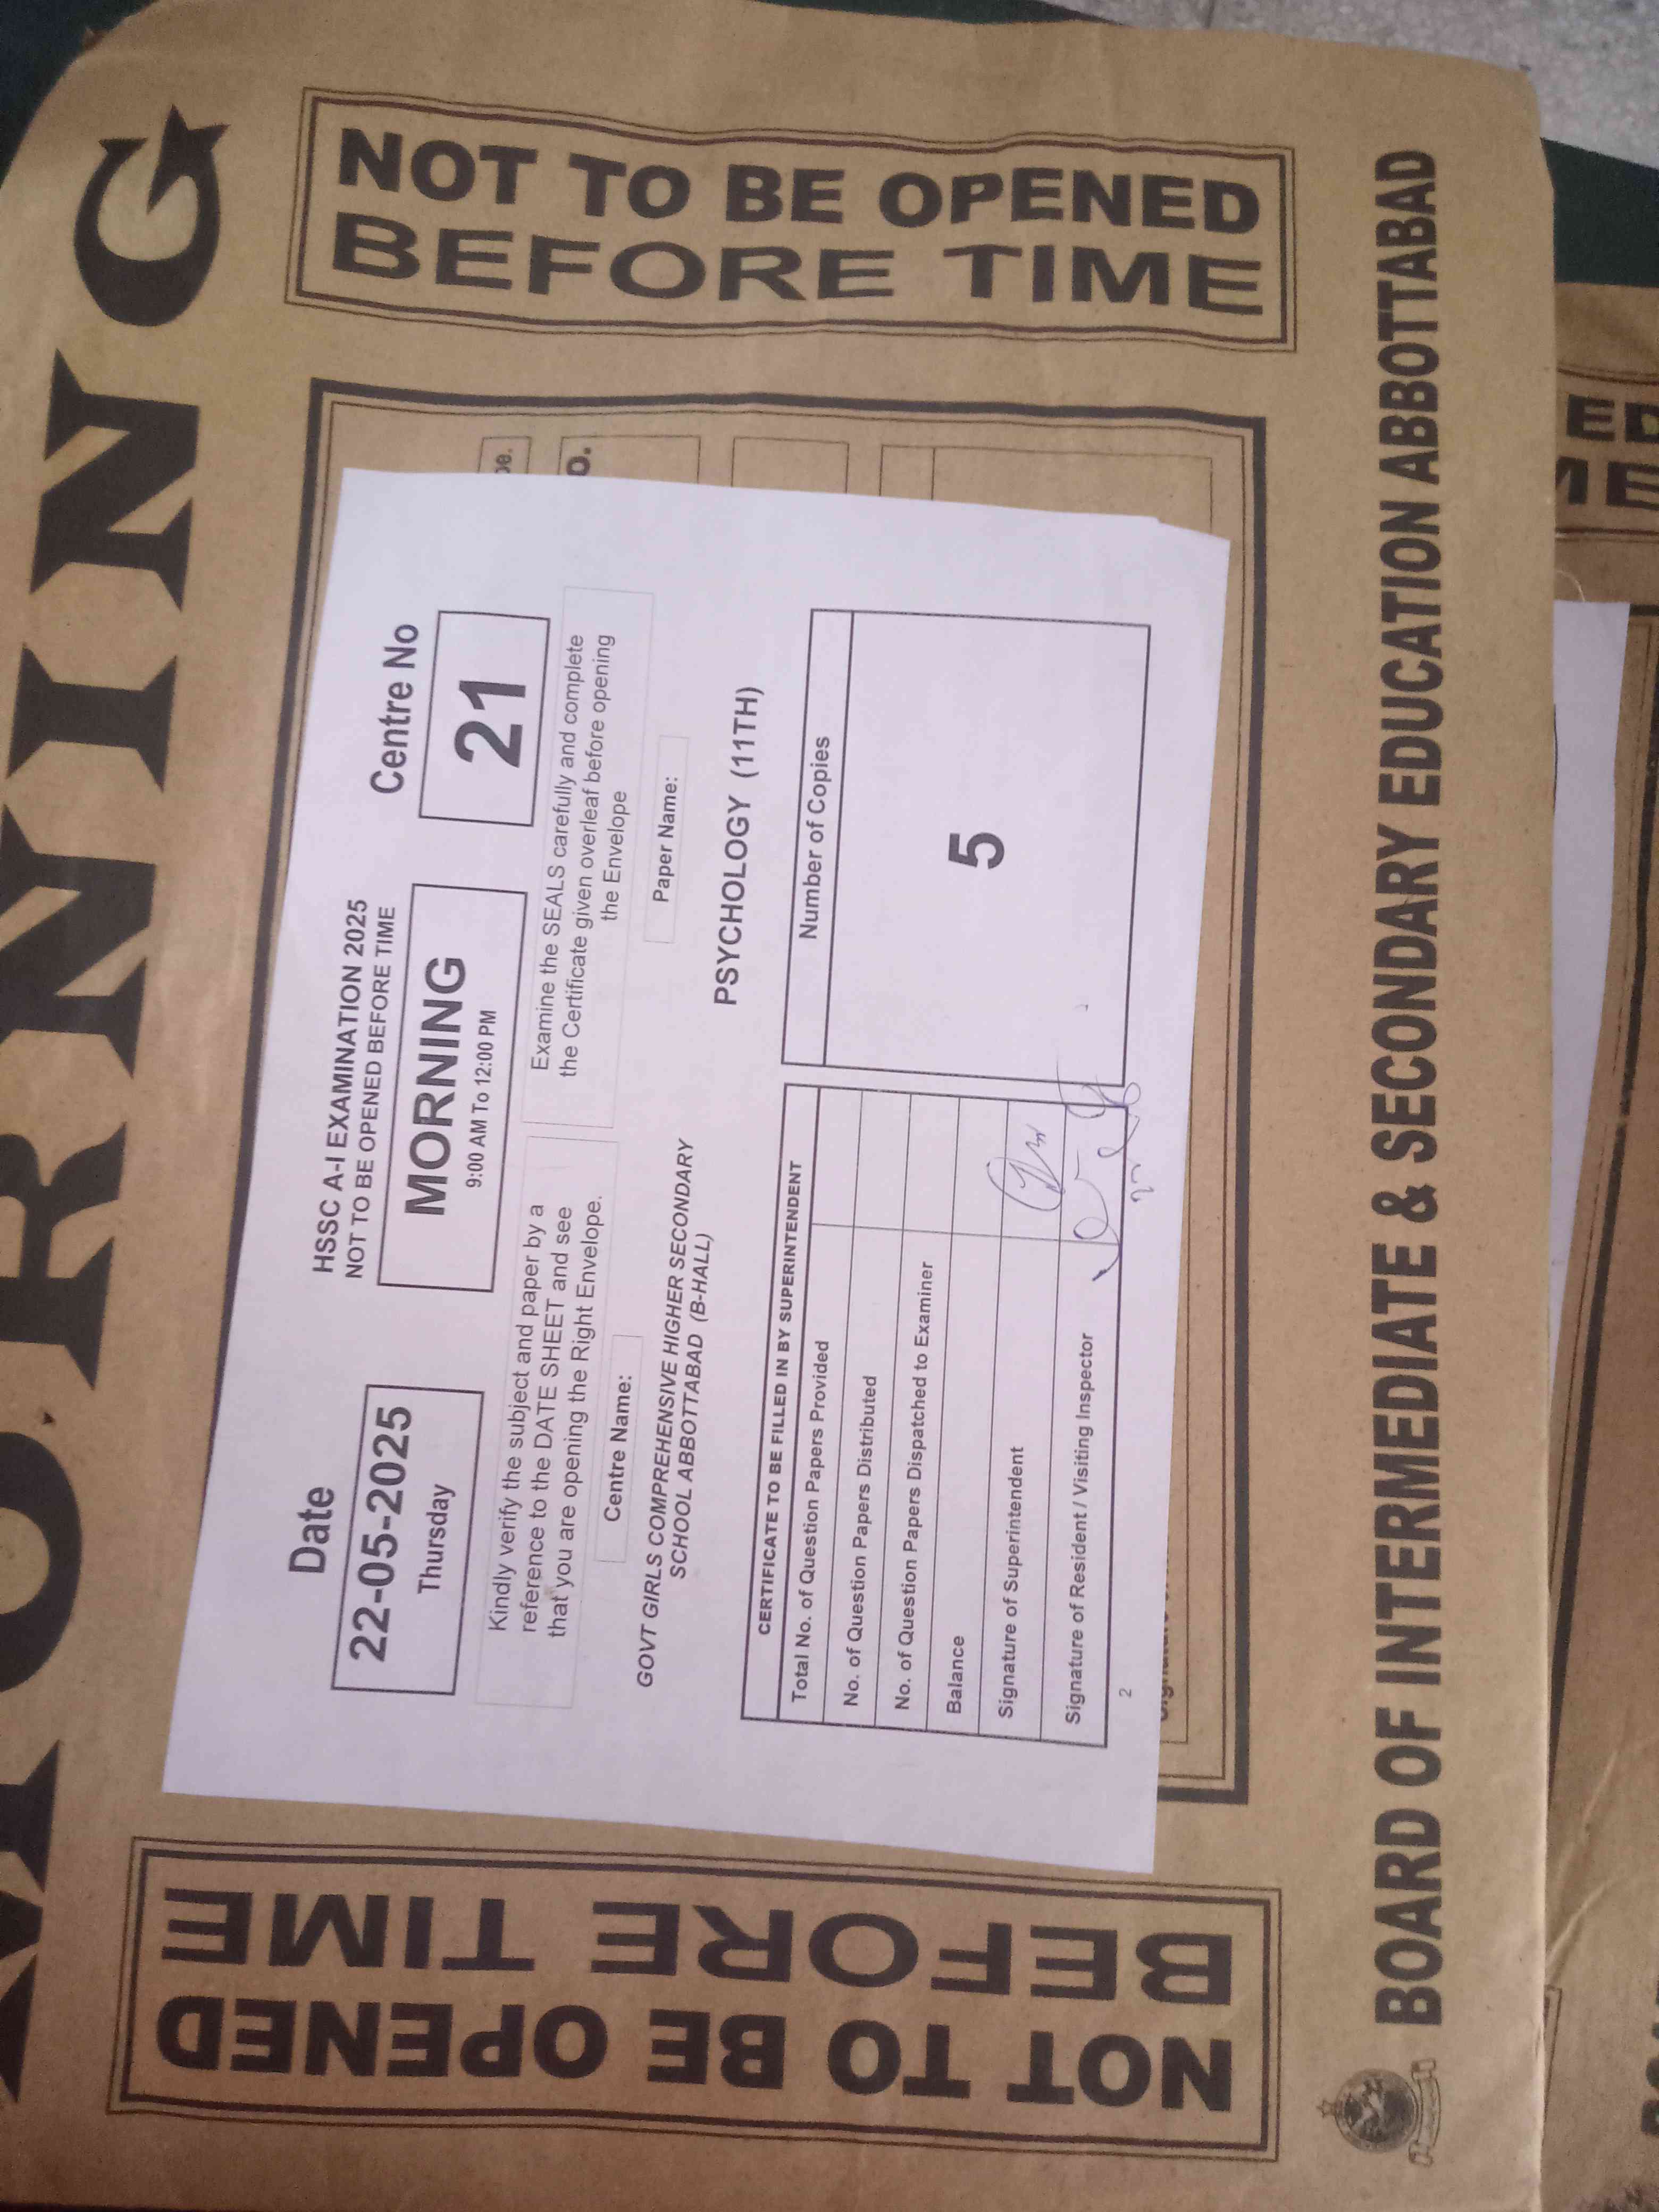 MORNING
NOT TO BE OPENED
BEFORE TIME
Date
22-05-2025
Thursday
HSSC A-I EXAMINATION 2025
NOT TO BE OPENED BEFORE TIME
MORNING
9:00 AM To 12:00 PM
Centre No
21
Kindly verify the subject and paper by a
reference to the DATE SHEET and see
that you are opening the Right Envelope.
Examine the SEALS carefully and complete
the Certificate given overleaf before opening
the Envelope
Centre Name:
GOVT GIRLS COMPREHENSIVE HIGHER SECONDARY
SCHOOL ABBOTTABAD (B-HALL)
Paper Name:
PSYCHOLOGY (11TH)
CERTIFICATE TO BE FILLED IN BY SUPERINTENDENT
Total No. of Question Papers Provided
No. of Question Papers Distributed
No. of Question Papers Dispatched to Examiner
Balance
Signature of Superintendent
Signature of Resident / Visiting Inspector
Number of Copies
5
2
NOT TO BE OPENED
BEFORE TIME
BOARD OF INTERMEDIATE & SECONDARY EDUCATION ABBOTTABAD